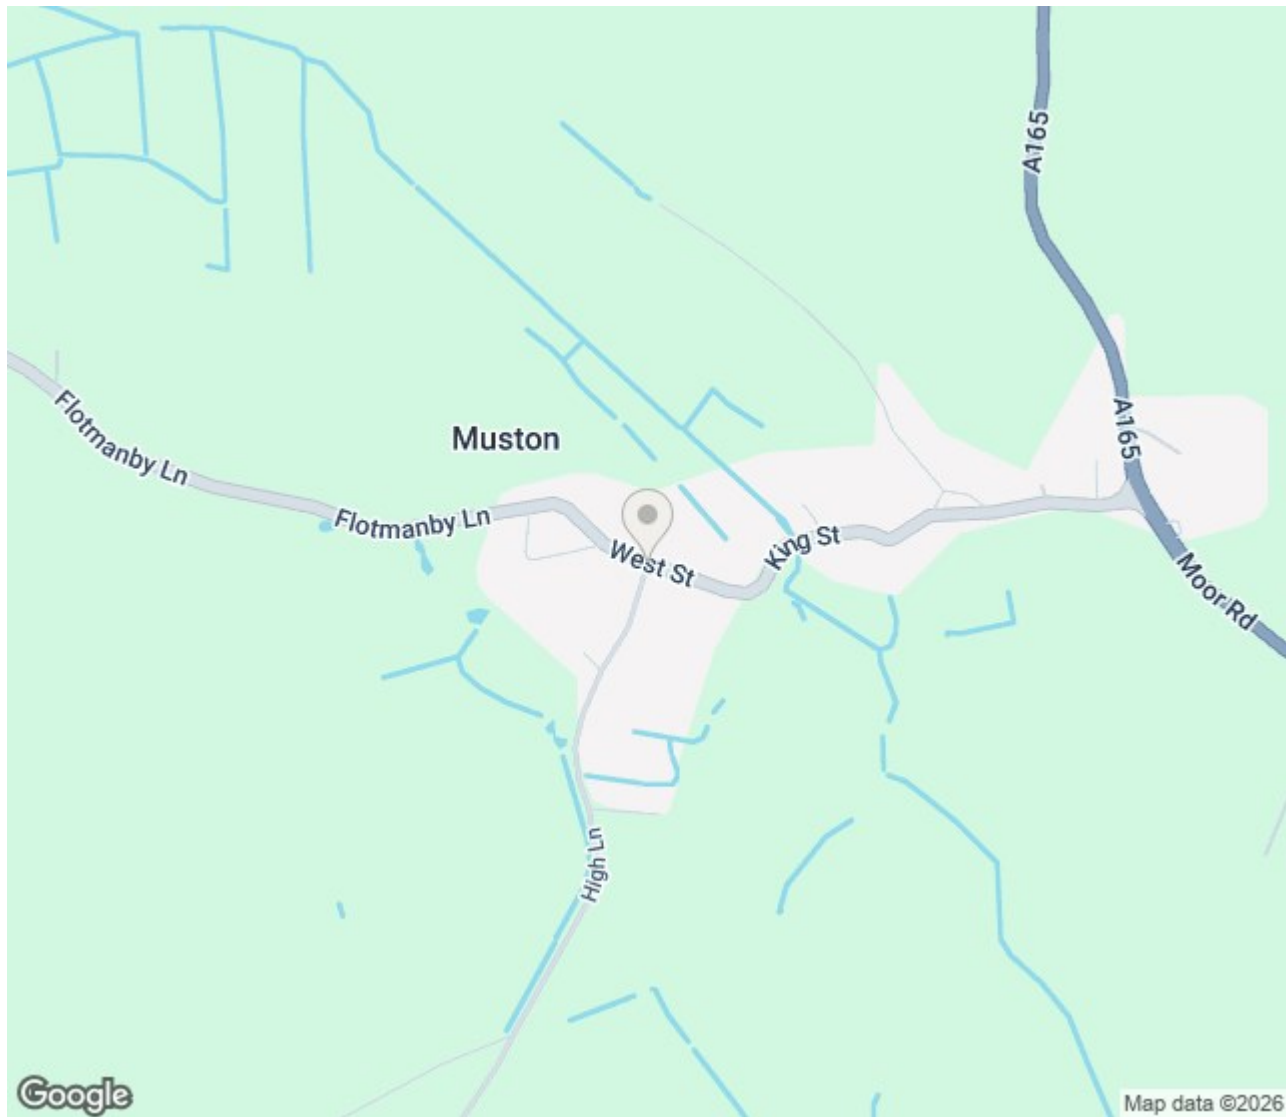 A165
Flotmanby Ln
Muston
A165
Flotmanby Ln
West St
King St
Moor Rd
High Ln
Google
Map data ©2026